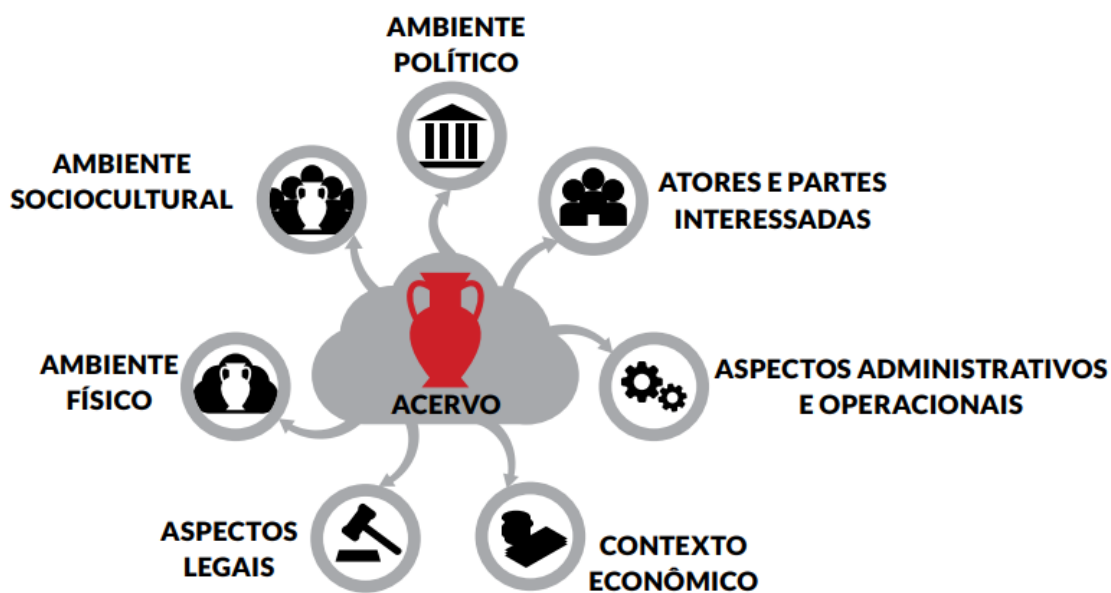 AMBIENTE
POLÍTICO
AMBIENTE
SOCIOCULTURAL
ATORES E PARTES
INTERESSADAS
AMBIENTE
FÍSICO
ACERVO
ASPECTOS ADMINISTRATIVOS
E OPERACIONAIS
ASPECTOS
LEGAIS
CONTEXTO
ECONÔMICO